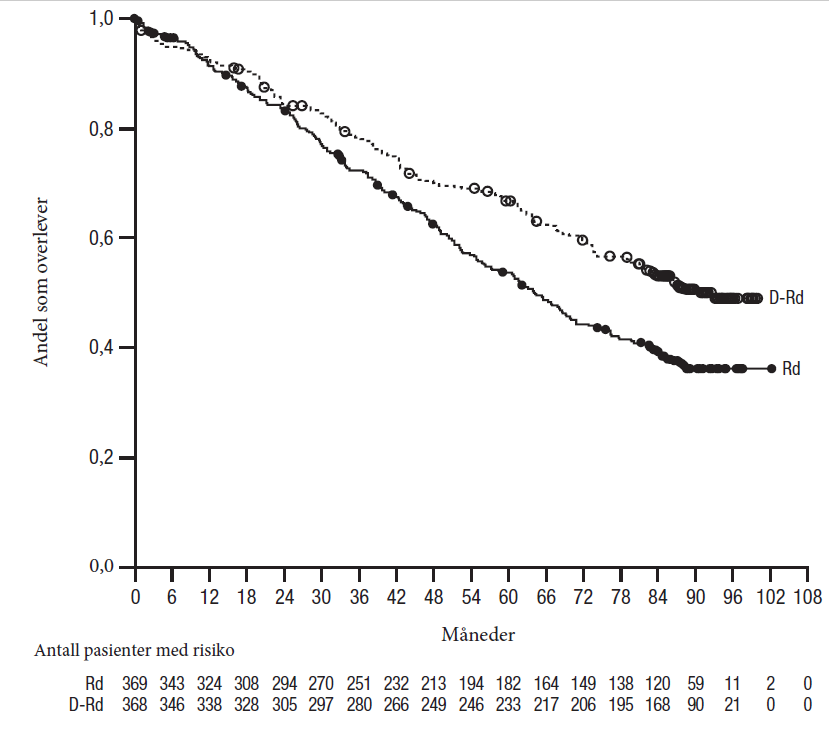 Andel som overlever
1,0
0,8
0,6
0,4
0,2
0,0
D-Rd
Rd
0 6 12 18 24 30 36 42 48 54 60 66 72 78 84 90 96 102 108
Måneder
Antall pasienter med risiko
Rd 369 343 324 308 294 270 251 232 213 194 182 164 149 138 120 59 11 2 0
D-Rd 368 346 338 328 305 297 280 266 249 246 233 217 206 195 168 90 21 0 0